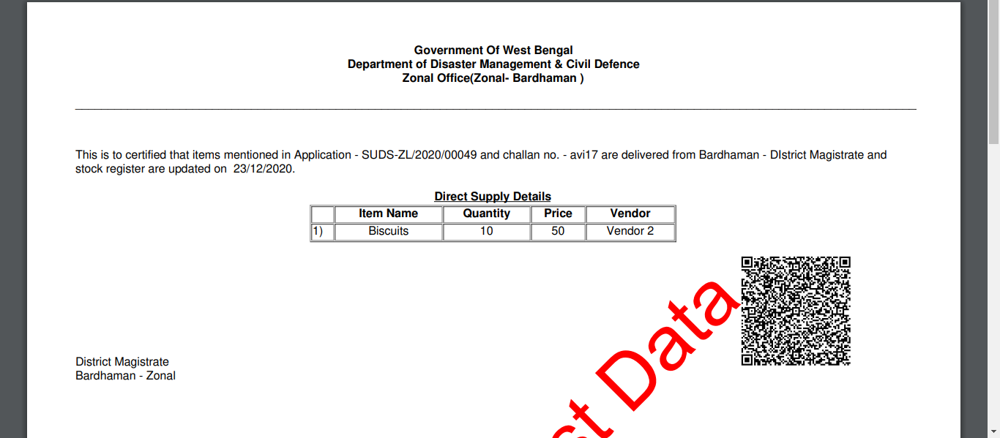 Government Of West Bengal
Department of Disaster Management & Civil Defence
Zonal Office(Zonal- Bardhaman )
This is to certified that items mentioned in Application - SUDS-ZL/2020/00049 and challan no. - avi17 are delivered from Bardhaman - DIstrict Magistrate and
stock register are updated on 23/12/2020.
Direct Supply Details
Item Name Quantity Price Vendor
1) Biscuits 10 50 Vendor 2
District Magistrate
Bardhaman - Zonal
Data